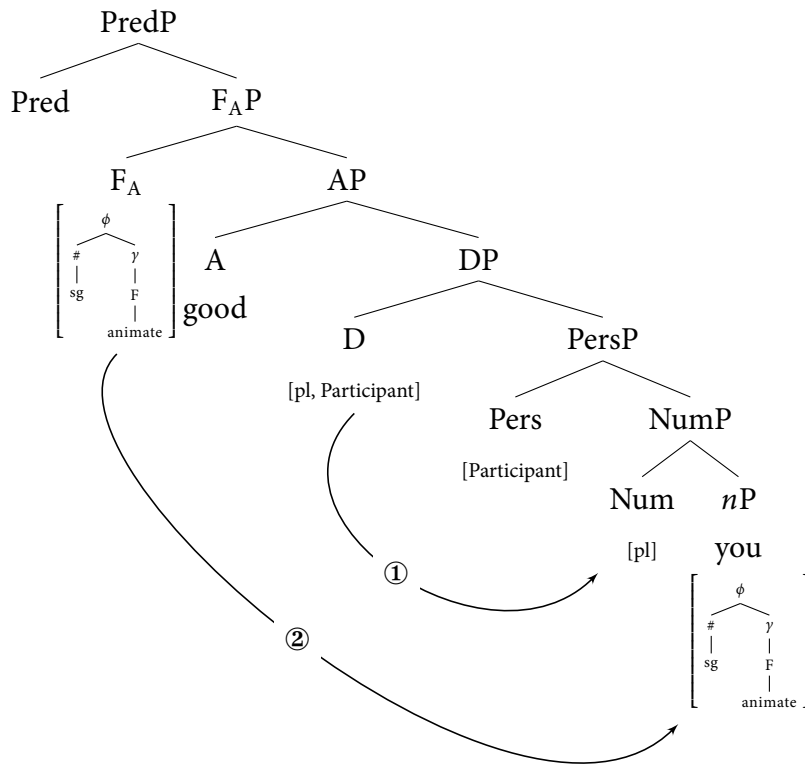 PredP
Pred F_AP
F_A AP
ϕ
# γ
sg F
animate
A DP
good
D PersP
[pl, Participant]
Pers NumP
[Participant]
Num nP
[pl] you
①
ϕ
# γ
sg F
animate
②